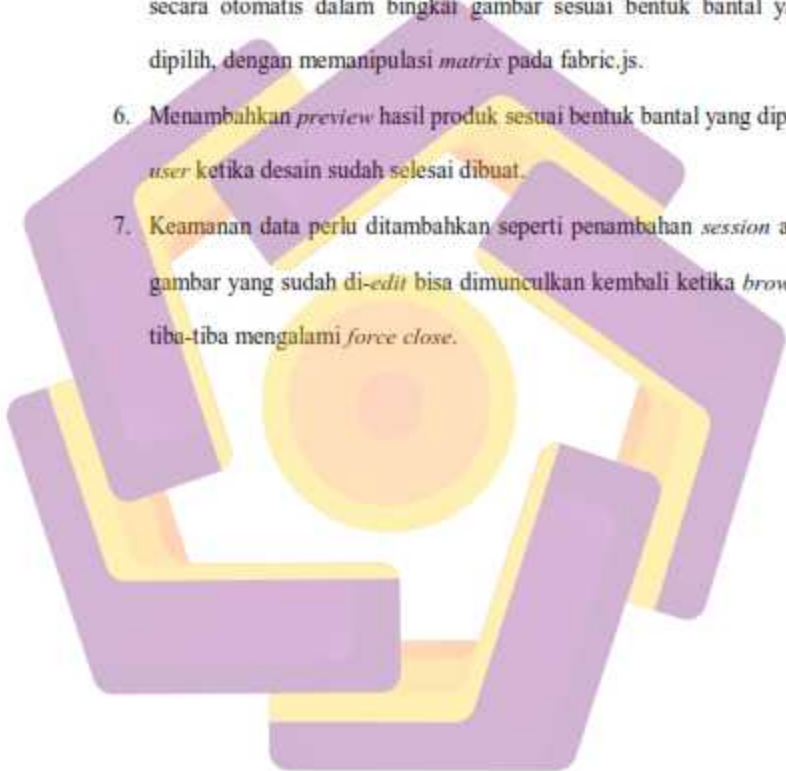 secara otomatis dalam bingkai gambar sesuai bentuk bantal
dipilih, dengan memanipulasi matrix pada fabric.js.
6. Menambahkan preview hasil produk sesuai bentuk bantal yang
user ketika desain sudah selesai dibuat.
7. Keamanan data perlu ditambahkan seperti penambahan session
gambar yang sudah di-edit bisa dimunculkan kembali ketika
tiba-tiba mengalami force close.